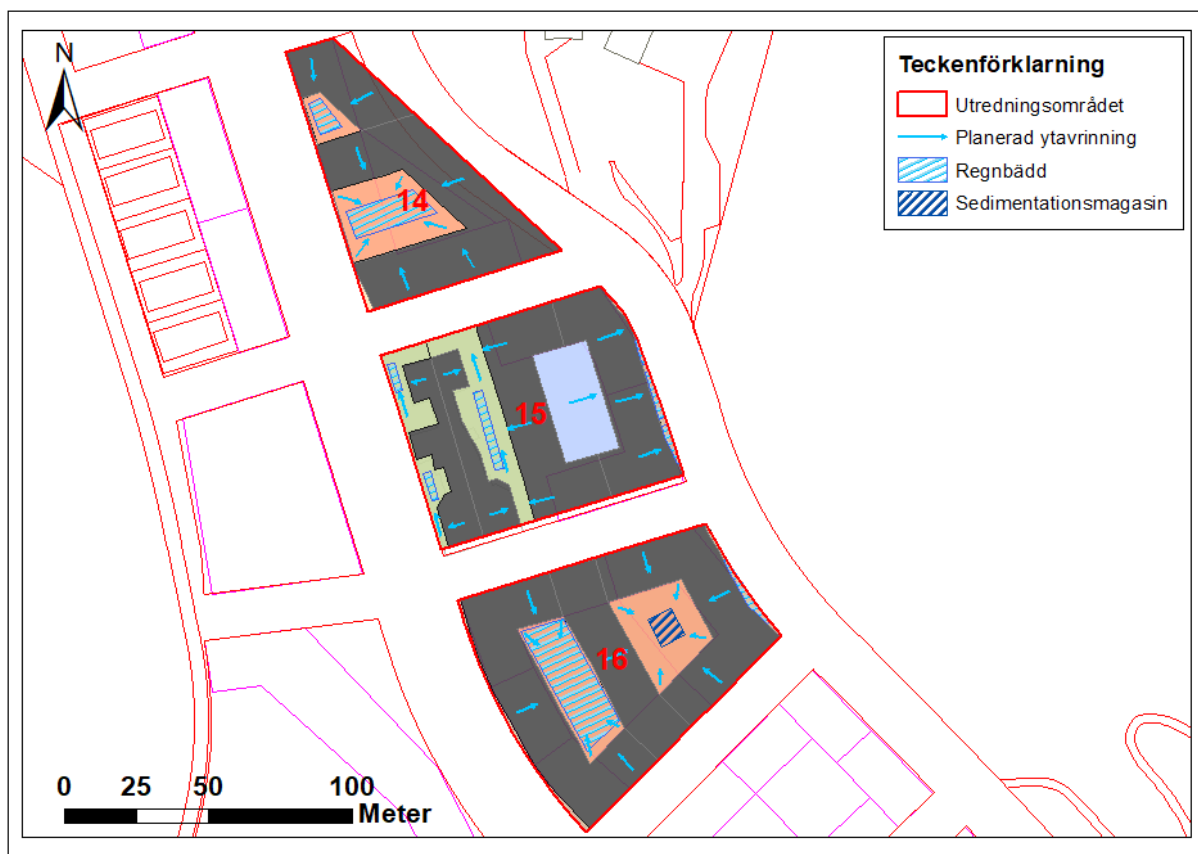 N
Teckenförklarning
Utredningsområdet
Planerad ytavrinning
Regnbädd
Sedimentationsmagasin
14
15
16
0 25 50 100
Meter